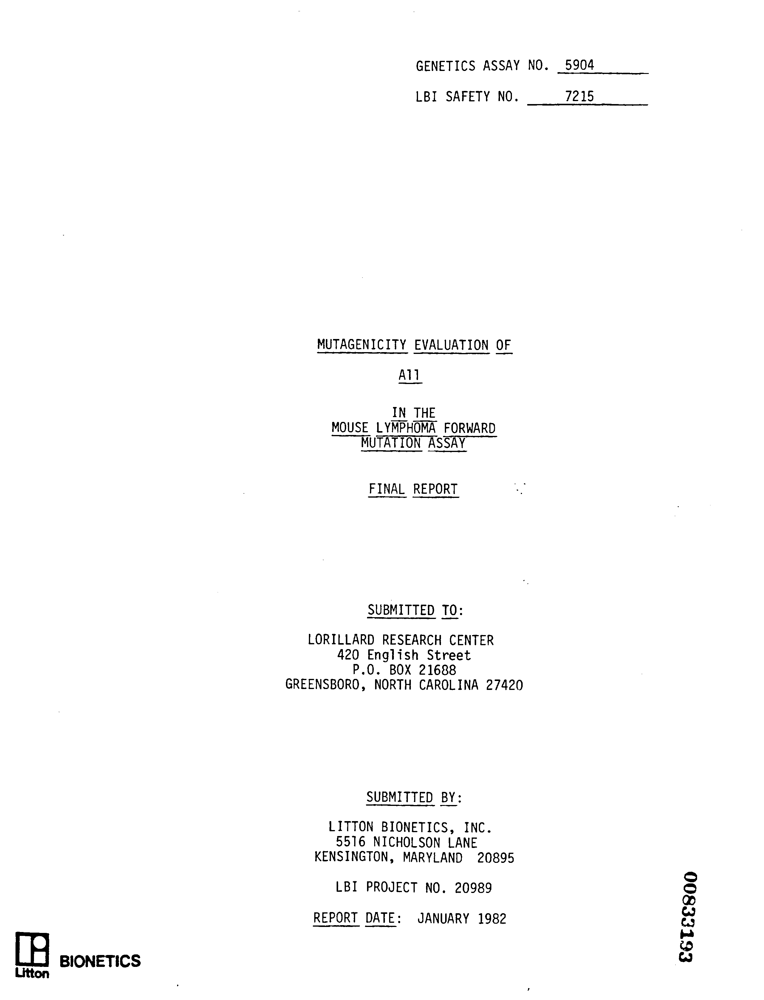 GENETICS ASSAY NO. 5904
LBI SAFETY NO. 7215
MUTAGENICITY EVALUATION OF
A11
IN THE
MOUSE LYMPHOMA FORWARD
MUTATION ASSAY
FINAL REPORT
SUBMITTED TO:
LORILLARD RESEARCH CENTER
420 English Street
P.O. BOX 21688
GREENSBORO, NORTH CAROLINA 27420
SUBMITTED BY:
LITTON BIONETICS, INC.
5516 NICHOLSON LANE
KENSINGTON, MARYLAND 20895
LBI PROJECT NO. 20989
REPORT DATE: JANUARY 1982
00833193
BIONETICS
Litton